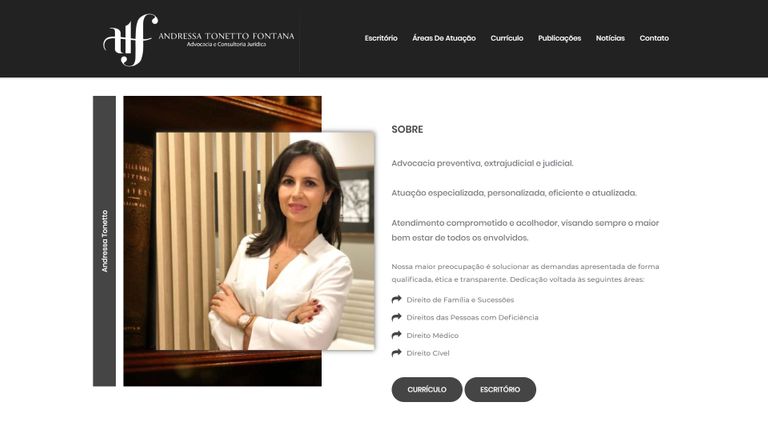 ANDRESSA TONETTO FONTANA
Advocacia e Consultoria Jurídica
Escritório
Áreas De Atuação
Currículo
Publicações
Notícias
Contato
Andressa Tonetto
SOBRE
Advocacia preventiva, extrajudicial e judicial.
Atuação especializada, personalizada, eficiente e atualizada.
Atendimento comprometido e acolhedor, visando sempre o maior
bem estar de todos os envolvidos.
Nossa maior preocupação é solucionar as demandas apresentada de forma
qualificada, ética e transparente. Dedicação voltada às seguintes áreas:
Direito de Família e Sucessões
Direitos das Pessoas com Deficiência
Direito Médico
Direito Cível
CURRÍCULO
ESCRITÓRIO